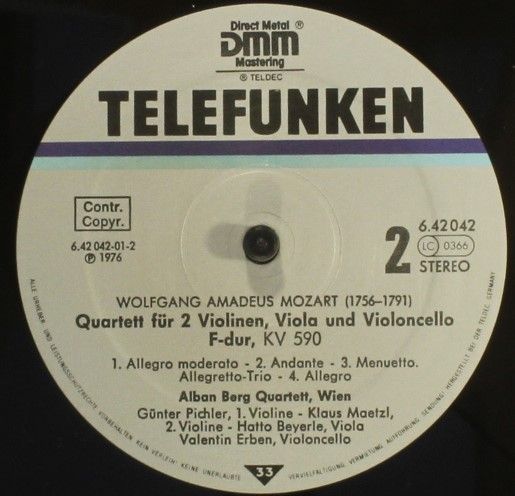 Direct Metal ®
DMM
Mastering
® TELDEC
TELEFUNKEN
Contr.
Copyr.
6.42 042-01-2
Ⓟ 1976
2
6.42 042
LC 0366
STEREO
WOLFGANG AMADEUS MOZART (1756–1791)
Quartett für 2 Violinen, Viola und Violoncello
F-dur, KV 590
1. Allegro moderato - 2. Andante - 3. Menuetto.
Allegretto-Trio - 4. Allegro
Alban Berg Quartett, Wien
Günter Pichler, 1. Violine - Klaus Maetzl,
2. Violine - Hatto Beyerle, Viola
Valentin Erben, Violoncello
ALLE URHEBER- UND LEISTUNGSSCHUTZRECHTE VORBEHALTEN KEIN VERLEIH! KEINE UNERLAUBTE
33
VERVIELFÄLTIGUNG, VERMIETUNG, AUFFÜHRUNG, SENDUNG! HERGESTELLT BEI DER TELDEC, GERMANY